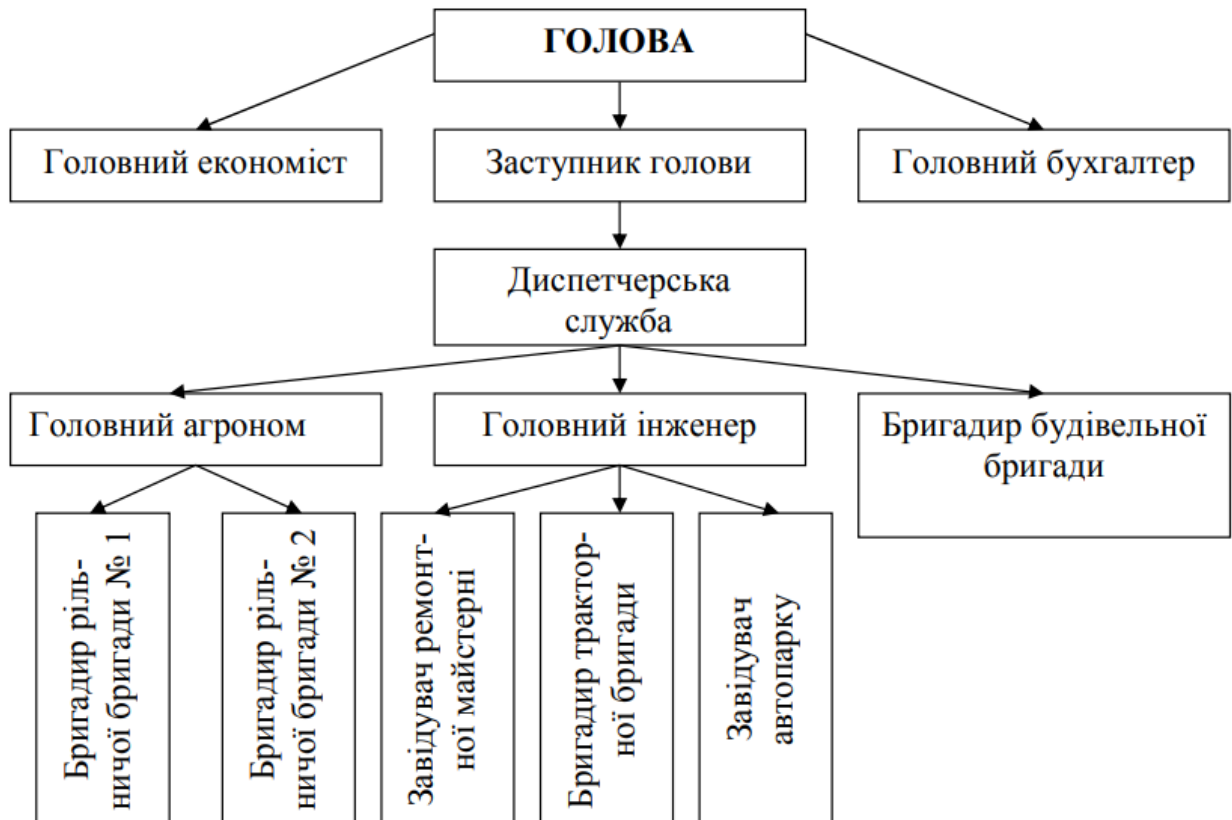 ГОЛОВА
Головний економіст
Заступник голови
Головний бухгалтер
Диспетчерська
служба
Головний агроном
Головний інженер
Бригадир будівельної
бригади
Бригадир ріль-
ничої бригади № 1
Бригадир ріль-
ничої бригади № 2
Завідувач ремонт-
ної майстерні
Бригадир трактор-
ної бригади
Завідувач
автопарку